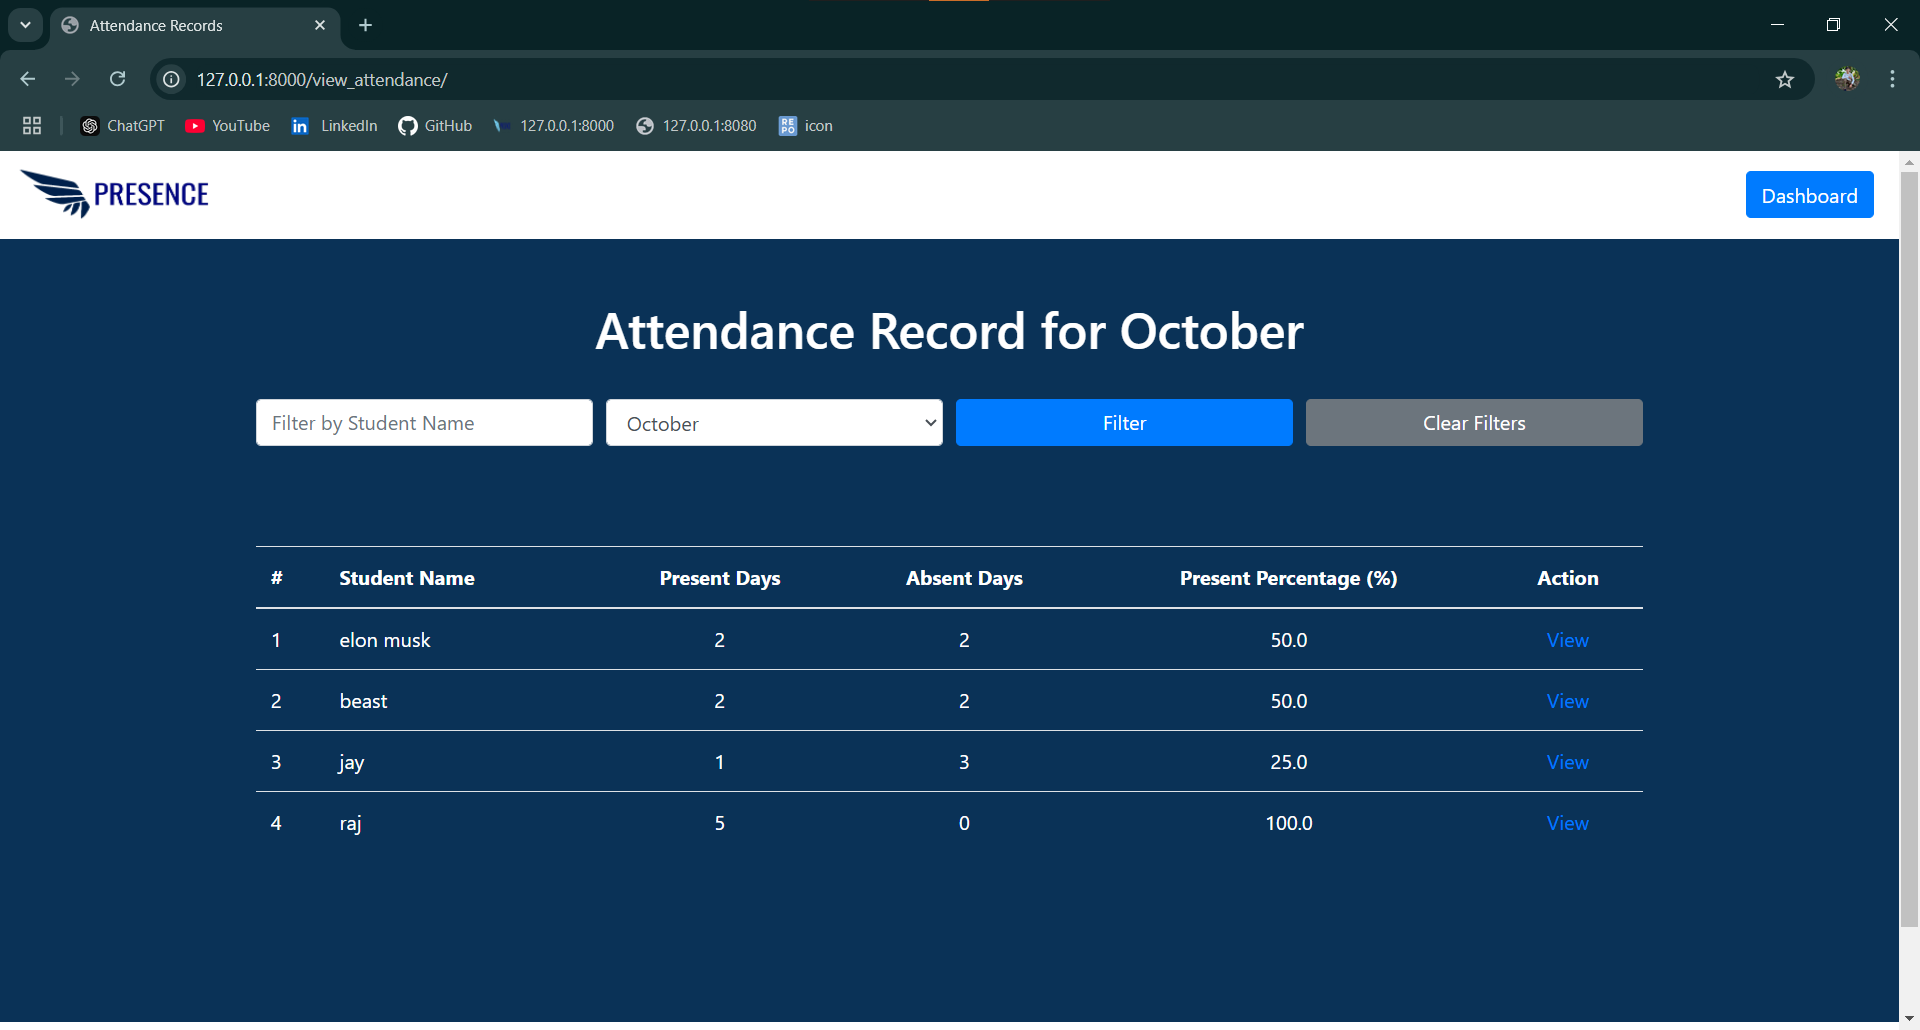 Attendance Records
127.0.0.1:8000/view_attendance/
ChatGPT YouTube in LinkedIn GitHub 127.0.0.1:8000 127.0.0.1:8080 RE PO icon
PRESENCE Dashboard
Attendance Record for October
Filter by Student Name October Filter Clear Filters
# Student Name Present Days Absent Days Present Percentage (%) Action
1 elon musk 2 2 50.0 View
2 beast 2 2 50.0 View
3 jay 1 3 25.0 View
4 raj 5 0 100.0 View